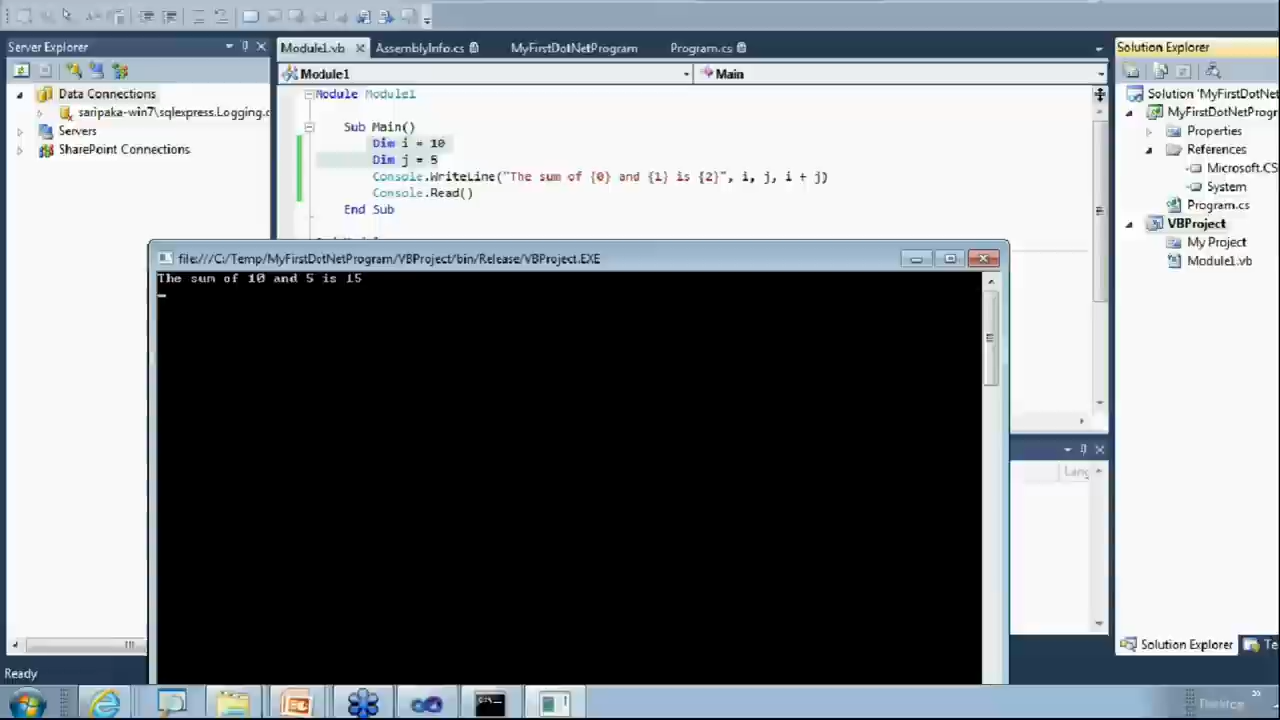 Server Explorer
Module1.vb
AssemblyInfo.cs
MyFirstDotNetProgram
Program.cs
Solution Explorer
Module1
Main
Data Connections
saripaka-win7\sqlexpress.Logging.
Servers
SharePoint Connections
Module Module1
Sub Main()
Dim i = 10
Dim j = 5
Console.WriteLine("The sum of {0} and {1} is {2}", i, j, i + j)
Console.Read()
End Sub
Solution 'MyFirstDotNet
MyFirstDotNetProgr
Properties
References
Microsoft.CS
System
Program.cs
VBProject
My Project
Module1.vb
file:///C:/Temp/MyFirstDotNetProgram/VBProject/bin/Release/VBProject.EXE
The sum of 10 and 5 is 15
Lang
Solution Explorer
Te
Ready
Desktop